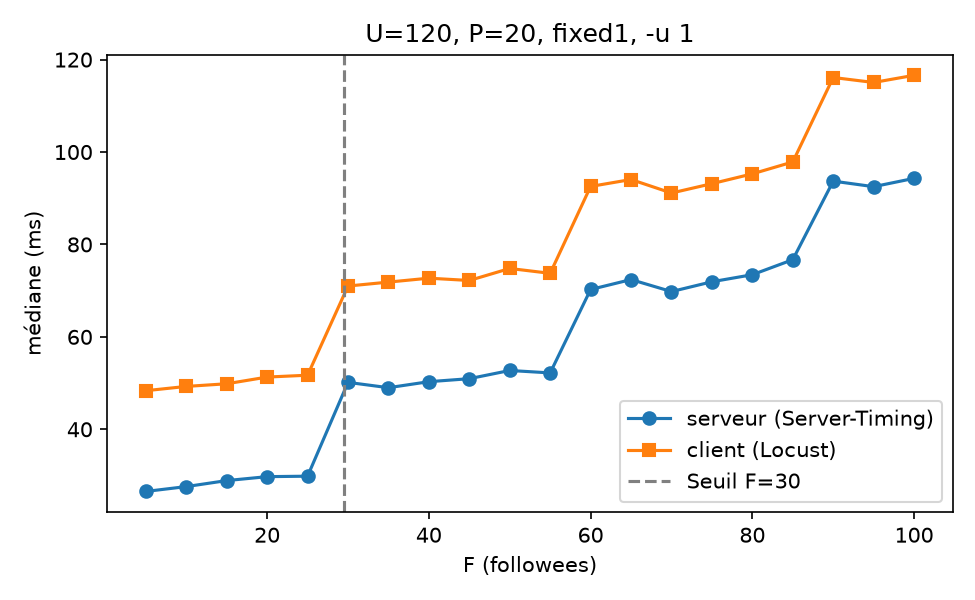 U=120, P=20, fixed1, -u 1
120
100
80
60
40
médiane (ms)
20
40
60
80
100
F (followees)
serveur (Server-Timing)
client (Locust)
Seuil F=30